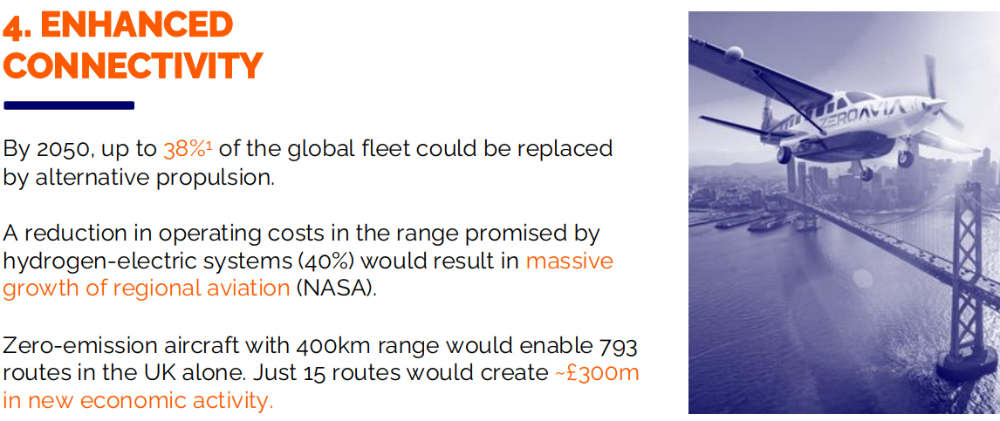 4. ENHANCED
CONNECTIVITY
By 2050, up to 38%¹ of the global fleet could be replaced
by alternative propulsion.
A reduction in operating costs in the range promised by
hydrogen-electric systems (40%) would result in massive
growth of regional aviation (NASA).
Zero-emission aircraft with 400km range would enable 793
routes in the UK alone. Just 15 routes would create ~£300m
in new economic activity.
ZEROAVIA